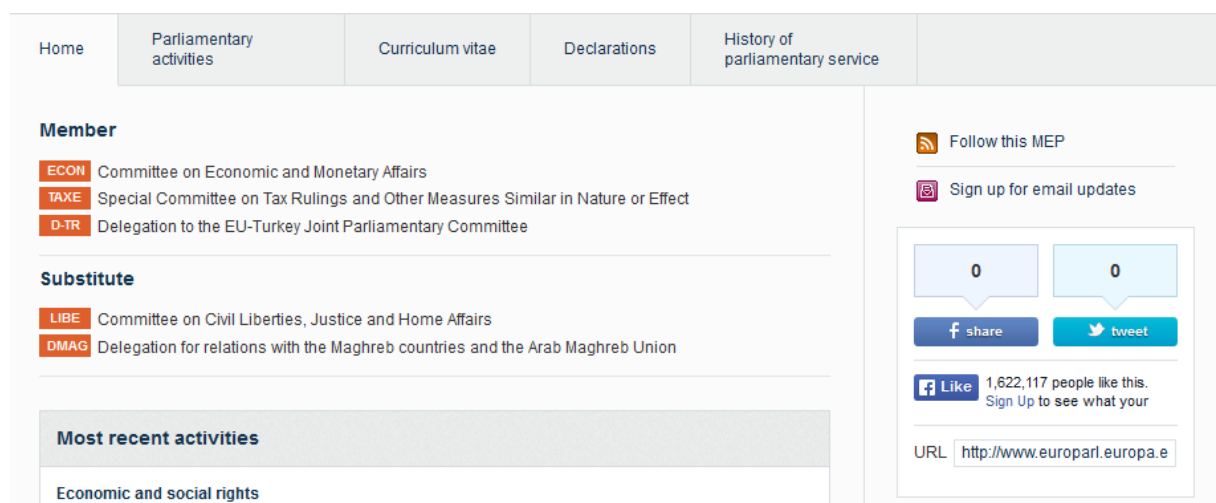 Home
Parliamentary
activities
Curriculum vitae
Declarations
History of
parliamentary service
Member
ECON Committee on Economic and Monetary Affairs
TAXE Special Committee on Tax Rulings and Other Measures Similar in Nature or Effect
D-TR Delegation to the EU-Turkey Joint Parliamentary Committee
Substitute
LIBE Committee on Civil Liberties, Justice and Home Affairs
DMAG Delegation for relations with the Maghreb countries and the Arab Maghreb Union
Most recent activities
Economic and social rights
Follow this MEP
Sign up for email updates
0 0
f share tweet
f Like 1,622,117 people like this.
Sign Up to see what your
URL http://www.europarl.europa.e